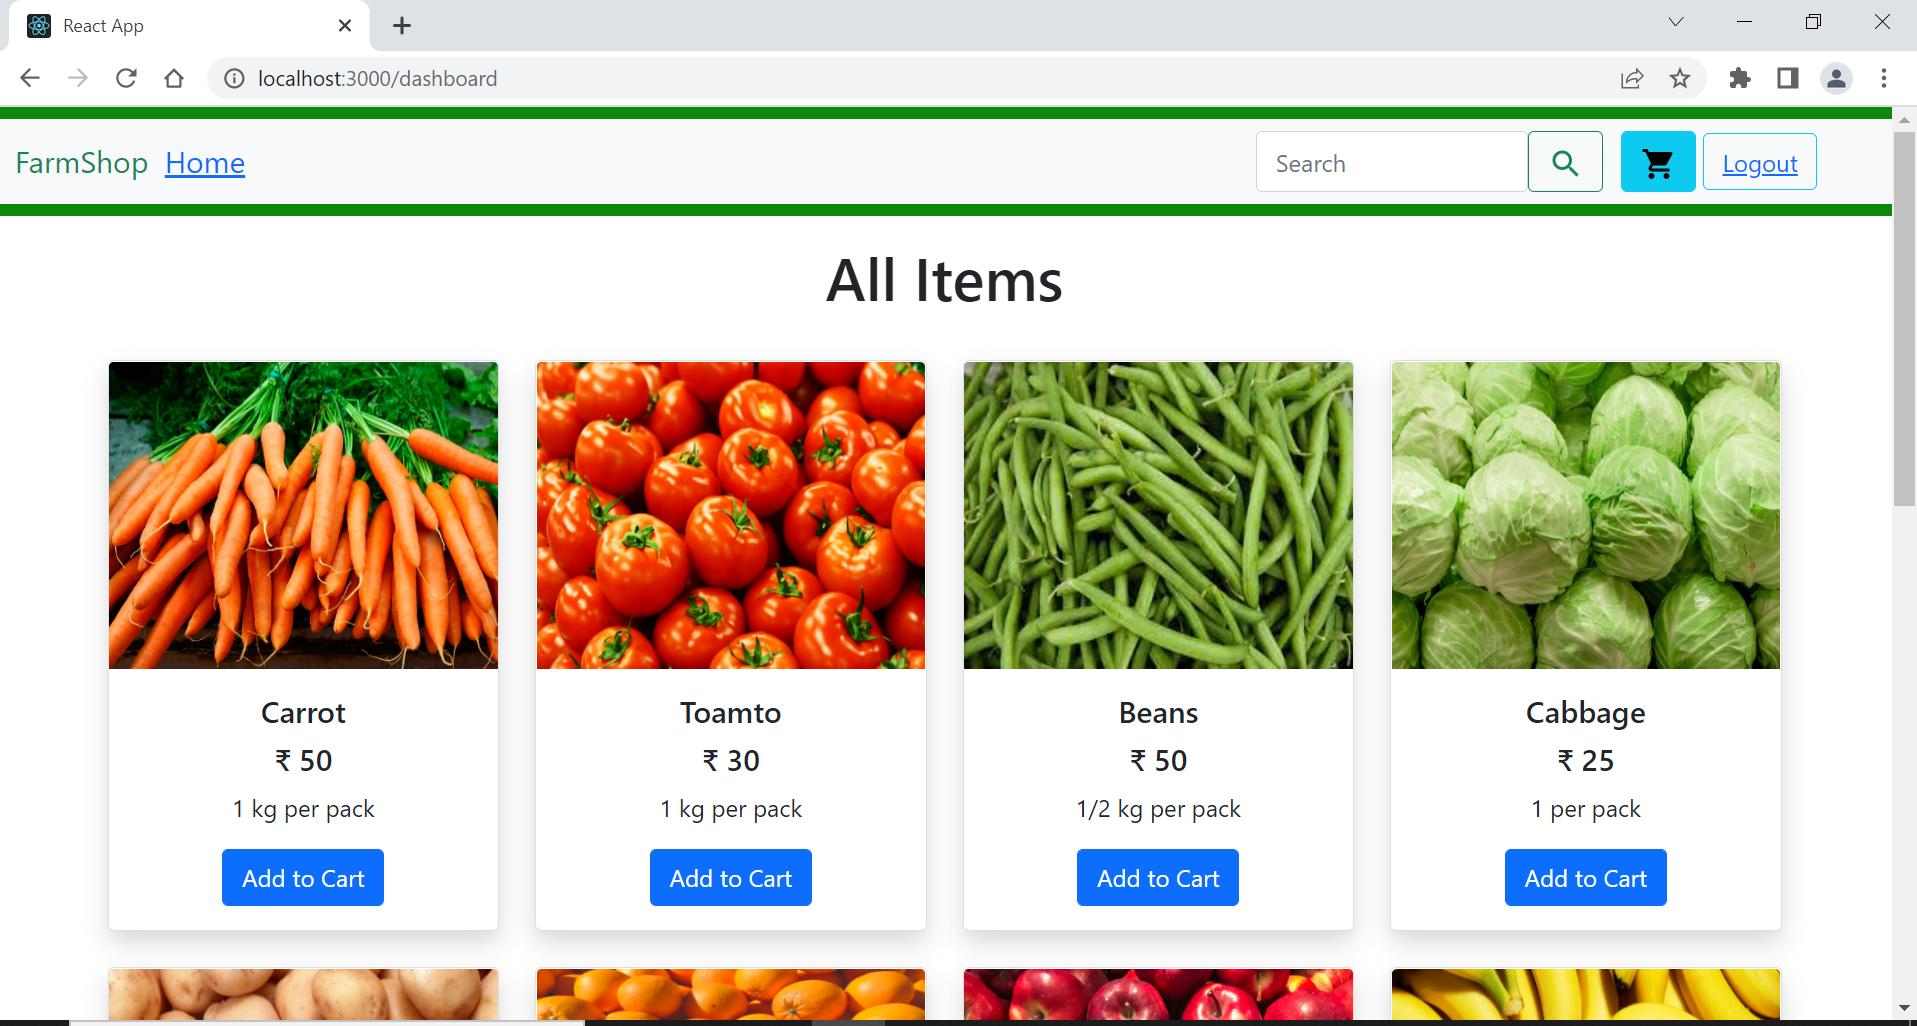 React App
localhost:3000/dashboard
FarmShop Home Search Logout
All Items
Carrot
₹ 50
1 kg per pack
Add to Cart
Toamto
₹ 30
1 kg per pack
Add to Cart
Beans
₹ 50
1/2 kg per pack
Add to Cart
Cabbage
₹ 25
1 per pack
Add to Cart